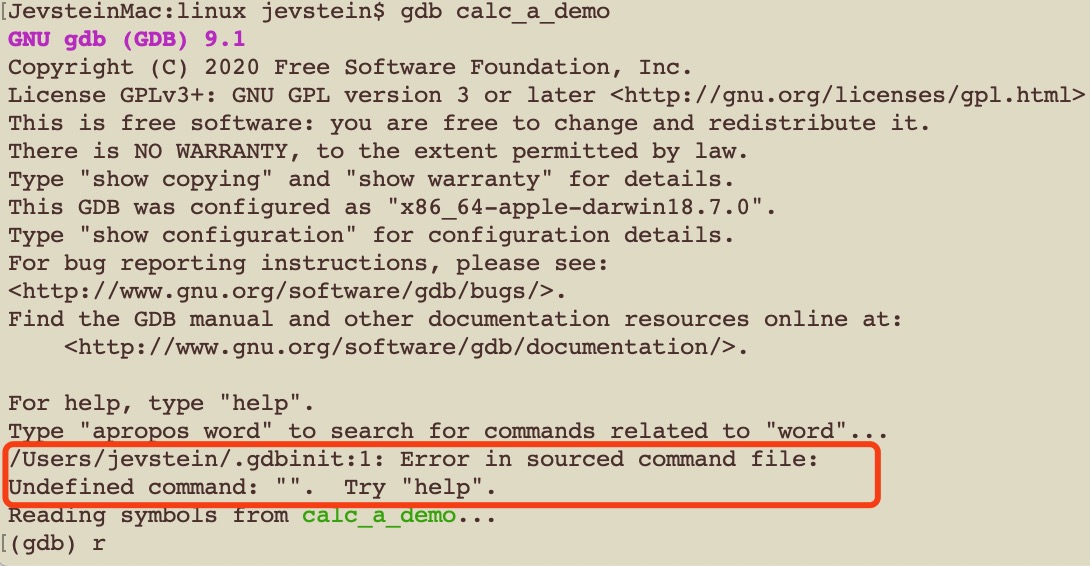 [JevsteinMac:linux jevstein$ gdb calc_a_demo
GNU gdb (GDB) 9.1
Copyright (C) 2020 Free Software Foundation, Inc.
License GPLv3+: GNU GPL version 3 or later <http://gnu.org/licenses/gpl.html>
This is free software: you are free to change and redistribute it.
There is NO WARRANTY, to the extent permitted by law.
Type "show copying" and "show warranty" for details.
This GDB was configured as "x86_64-apple-darwin18.7.0".
Type "show configuration" for configuration details.
For bug reporting instructions, please see:
<http://www.gnu.org/software/gdb/bugs/>.
Find the GDB manual and other documentation resources online at:
    <http://www.gnu.org/software/gdb/documentation/>.

For help, type "help".
Type "apropos word" to search for commands related to "word"...
/Users/jevstein/.gdbinit:1: Error in sourced command file:
Undefined command: "".  Try "help".
Reading symbols from calc_a_demo...
[(gdb) r